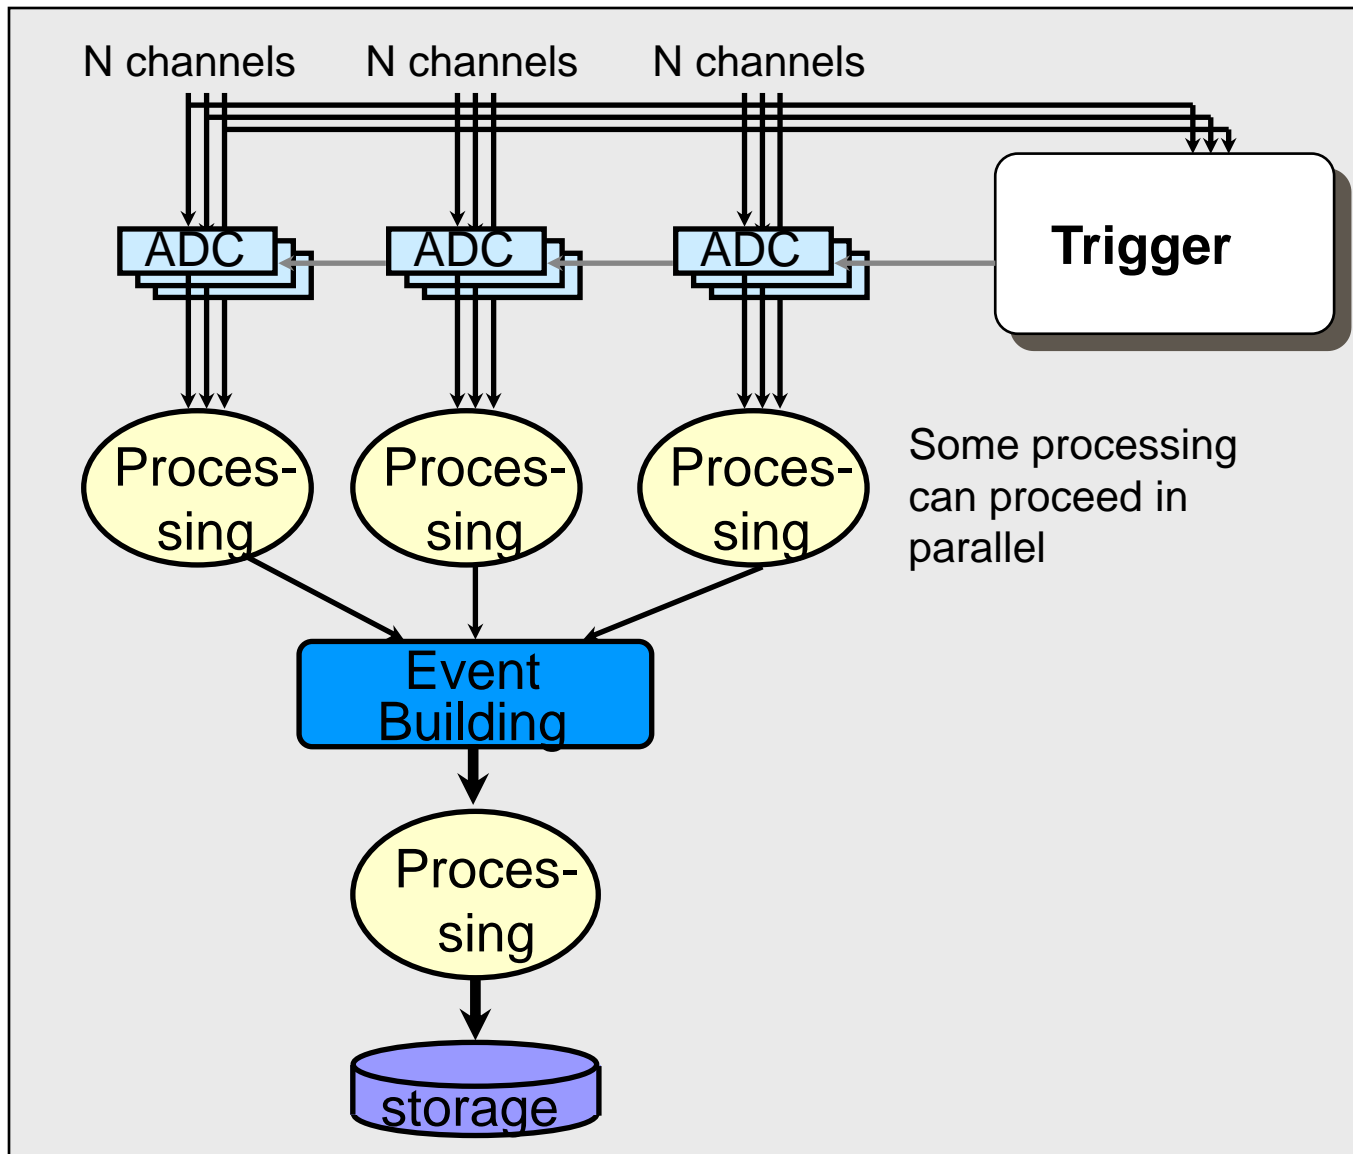 N channels N channels N channels
ADC ADC ADC
Trigger
Proces-
sing
Proces-
sing
Proces-
sing
Some processing
can proceed in
parallel
Event
Building
Proces-
sing
storage